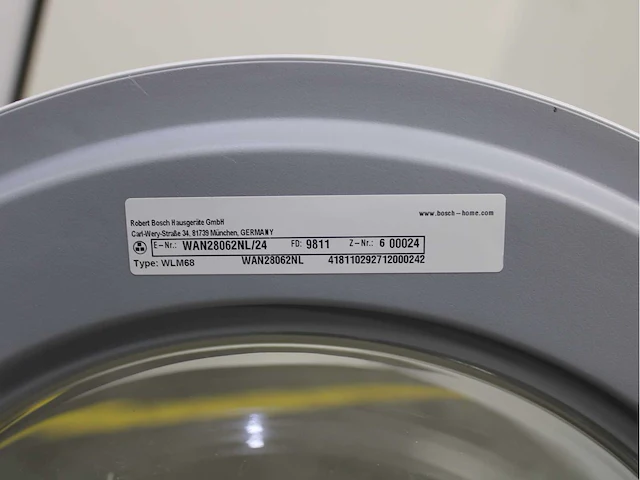 Robert Bosch Hausgeräte GmbH
www.bosch-home.com
Carl-Wery-Straße 34, 81739 München, GERMANY
E-Nr.: WAN28062NL/24 FD: 9811 Z-Nr.: 6 00024
Type: WLM68 WAN28062NL 418110292712000242